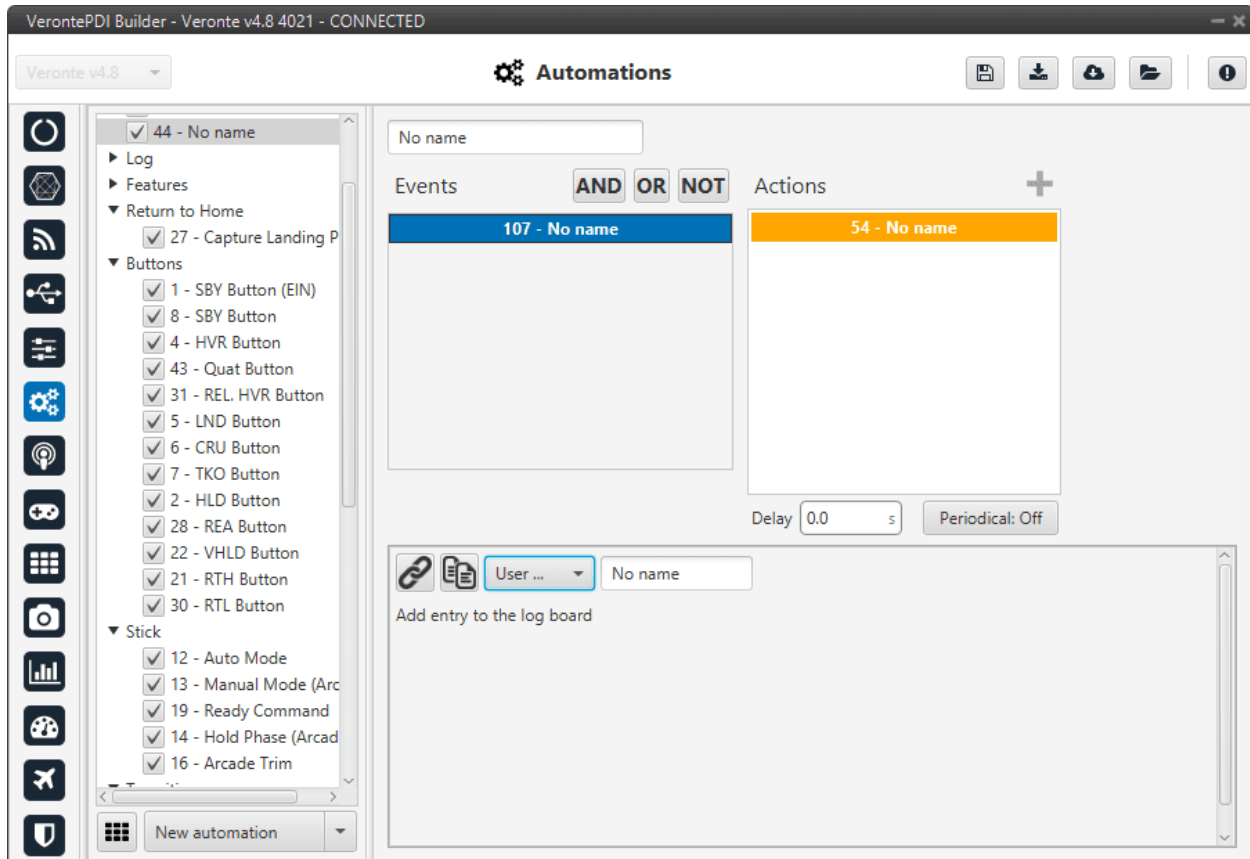 VerontePDI Builder - Veronte v4.8 4021 - CONNECTED
Veronte v4.8
Automations
44 - No name
Log
Features
Return to Home
27 - Capture Landing P
Buttons
1 - SBY Button (EIN)
8 - SBY Button
4 - HVR Button
43 - Quat Button
31 - REL. HVR Button
5 - LND Button
6 - CRU Button
7 - TKO Button
2 - HLD Button
28 - REA Button
22 - VHLD Button
21 - RTH Button
30 - RTL Button
Stick
12 - Auto Mode
13 - Manual Mode (Arc
19 - Ready Command
14 - Hold Phase (Arcad
16 - Arcade Trim
New automation
No name
Events AND OR NOT
107 - No name
Actions
54 - No name
Delay 0.0 s Periodical: Off
User ... No name
Add entry to the log board